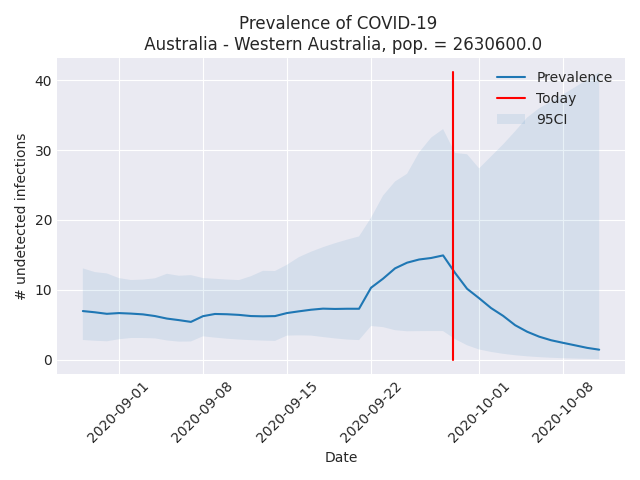 Prevalence of COVID-19
Australia - Western Australia, pop. = 2630600.0
# undetected infections
40
30
20
10
0
Prevalence
Today
95CI
2020-09-01
2020-09-08
2020-09-15
2020-09-22
2020-10-01
2020-10-08
Date